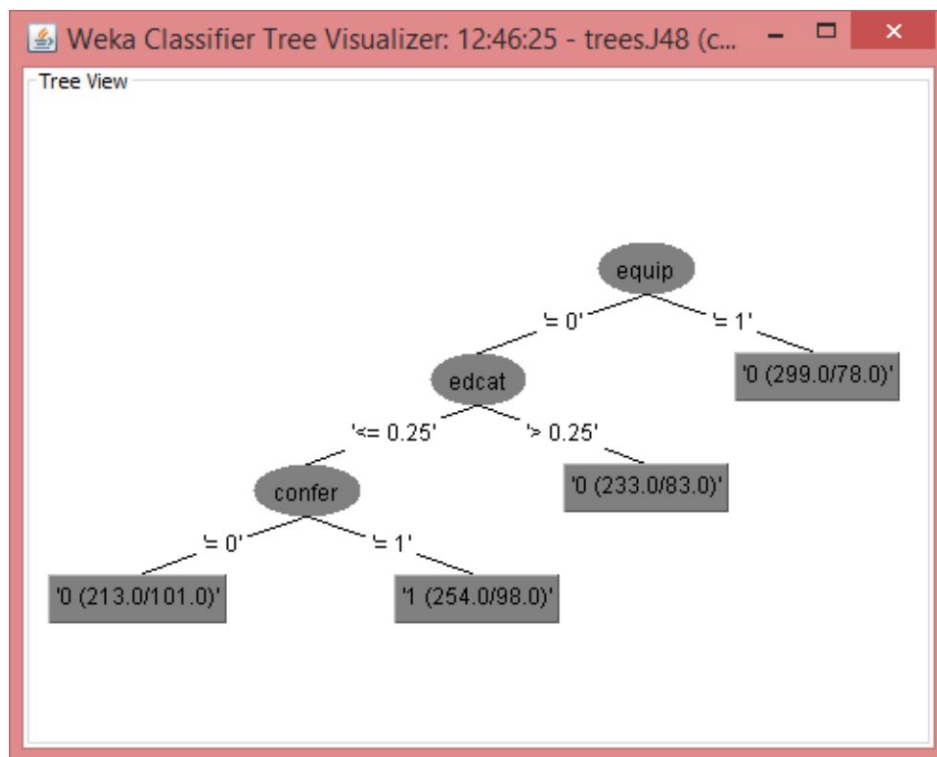 Weka Classifier Tree Visualizer: 12:46:25 - trees.J48 (c...
Tree View
equip
'= 0'
'= 1'
edcat
'0 (299.0/78.0)'
'<= 0.25'
'> 0.25'
confer
'0 (233.0/83.0)'
'= 0'
'= 1'
'0 (213.0/101.0)'
'1 (254.0/98.0)'